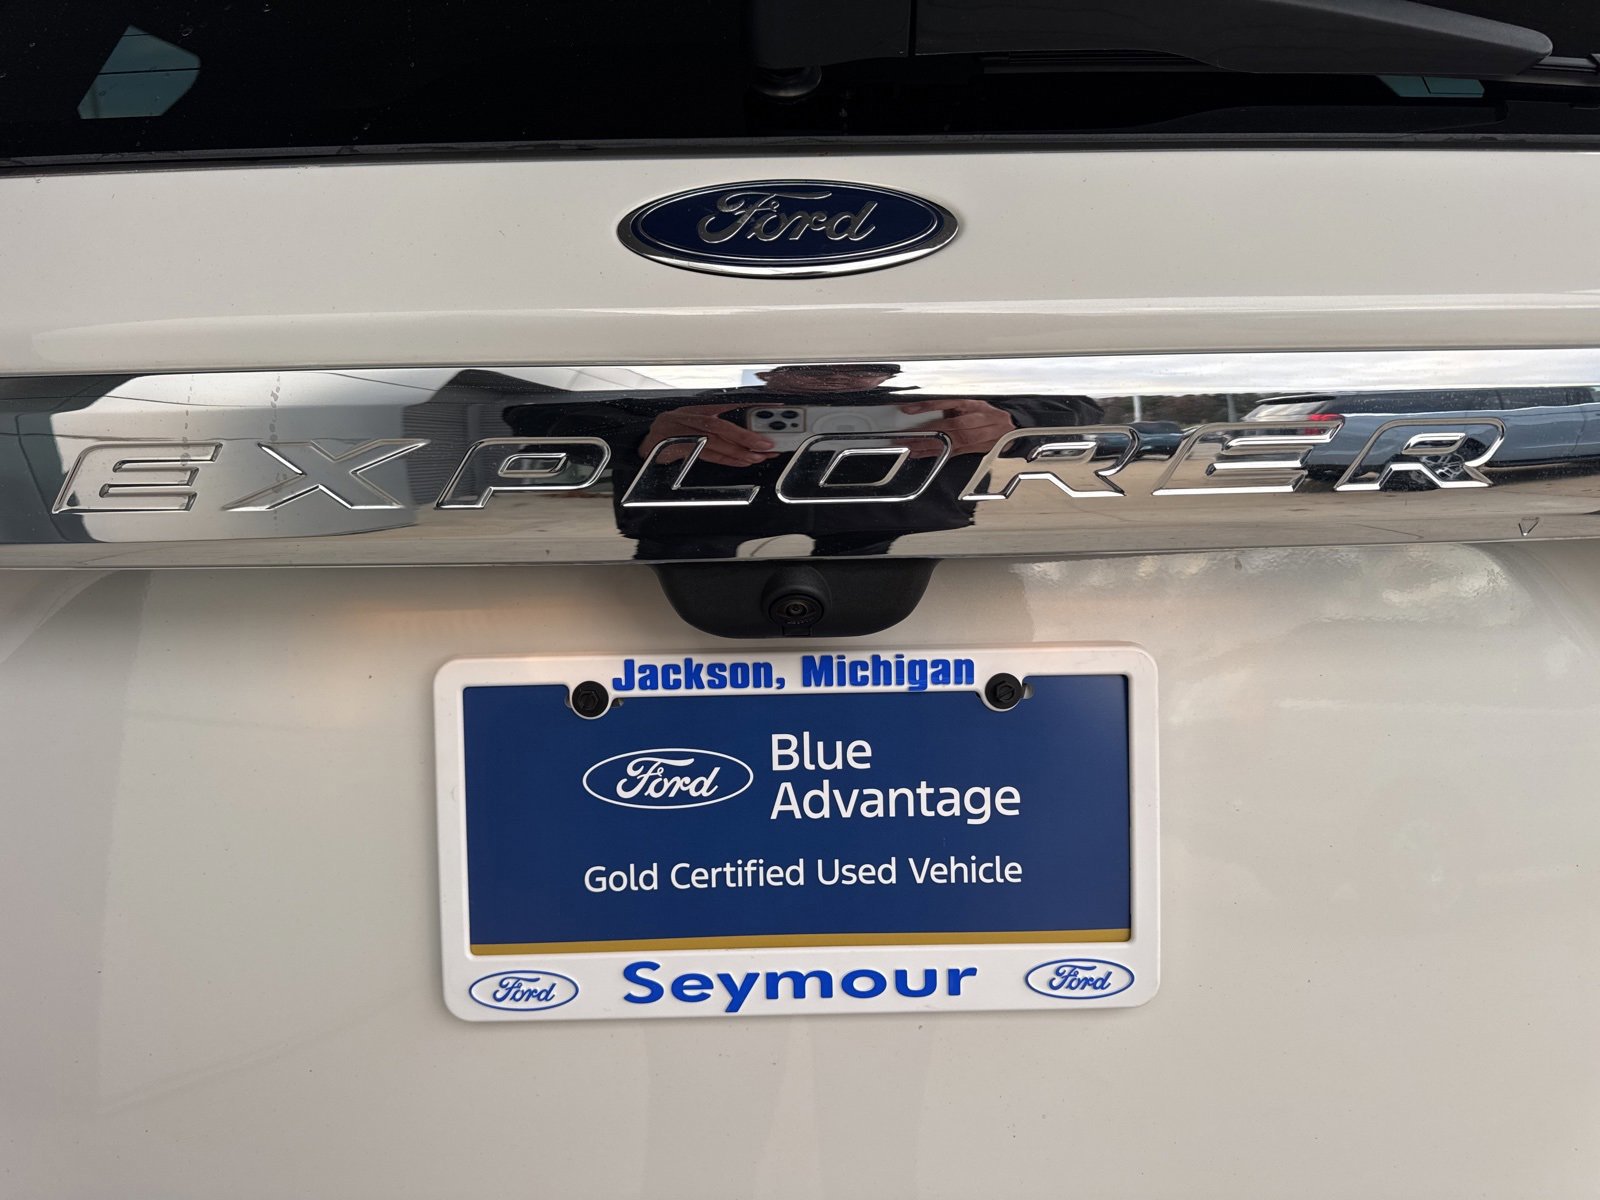 Ford
EXPLORER
Jackson, Michigan
Ford
Blue
Advantage
Gold Certified Used Vehicle
Ford
Seymour
Ford